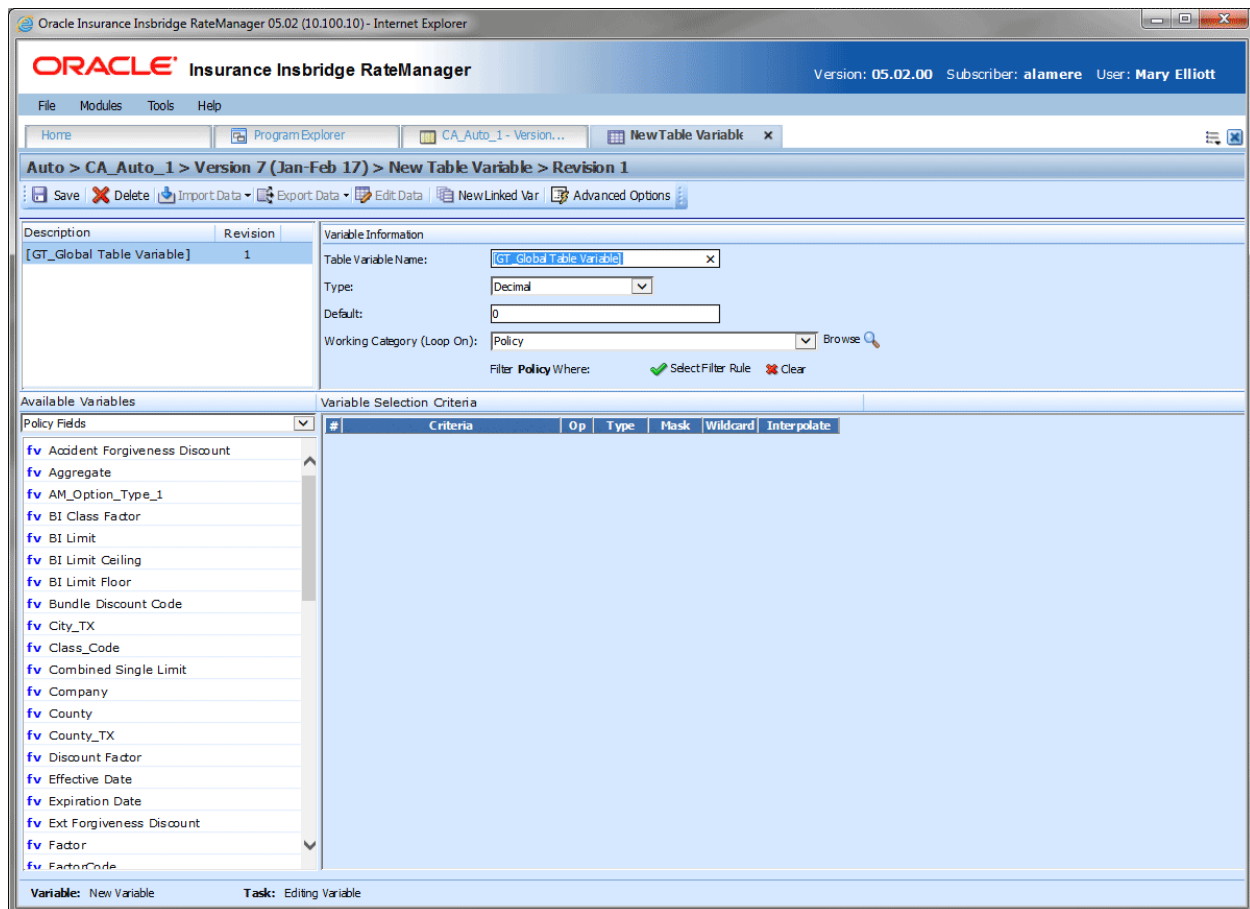 Oracle Insurance Insbridge RateManager 05.02 (10.100.10) - Internet Explorer
ORACLE Insurance Insbridge RateManager
Version: 05.02.00 Subscriber: alamere User: Mary Elliott
File Modules Tools Help
Home Program Explorer CA_Auto_1 - Version... New Table Variable x
Auto > CA_Auto_1 > Version 7 (Jan-Feb 17) > New Table Variable > Revision 1
Save Delete Import Data Export Data Edit Data New Linked Var Advanced Options
Description Revision
[GT_Global Table Variable] 1
Variable Information
Table Variable Name: [GT_Global Table Variable] x
Type: Decimal
Default: 0
Working Category (Loop On): Policy Browse
Filter Policy Where: Select Filter Rule Clear
Available Variables
Policy Fields
fv Accident Forgiveness Discount
fv Aggregate
fv AM_Option_Type_1
fv BI Class Factor
fv BI Limit
fv BI Limit Ceiling
fv BI Limit Floor
fv Bundle Discount Code
fv City_TX
fv Class_Code
fv Combined Single Limit
fv Company
fv County
fv County_TX
fv Discount Factor
fv Effective Date
fv Expiration Date
fv Ext Forgiveness Discount
fv Factor
fv FactorCode
Variable Selection Criteria
# Criteria Op Type Mask Wildcard Interpolate
Variable: New Variable Task: Editing Variable